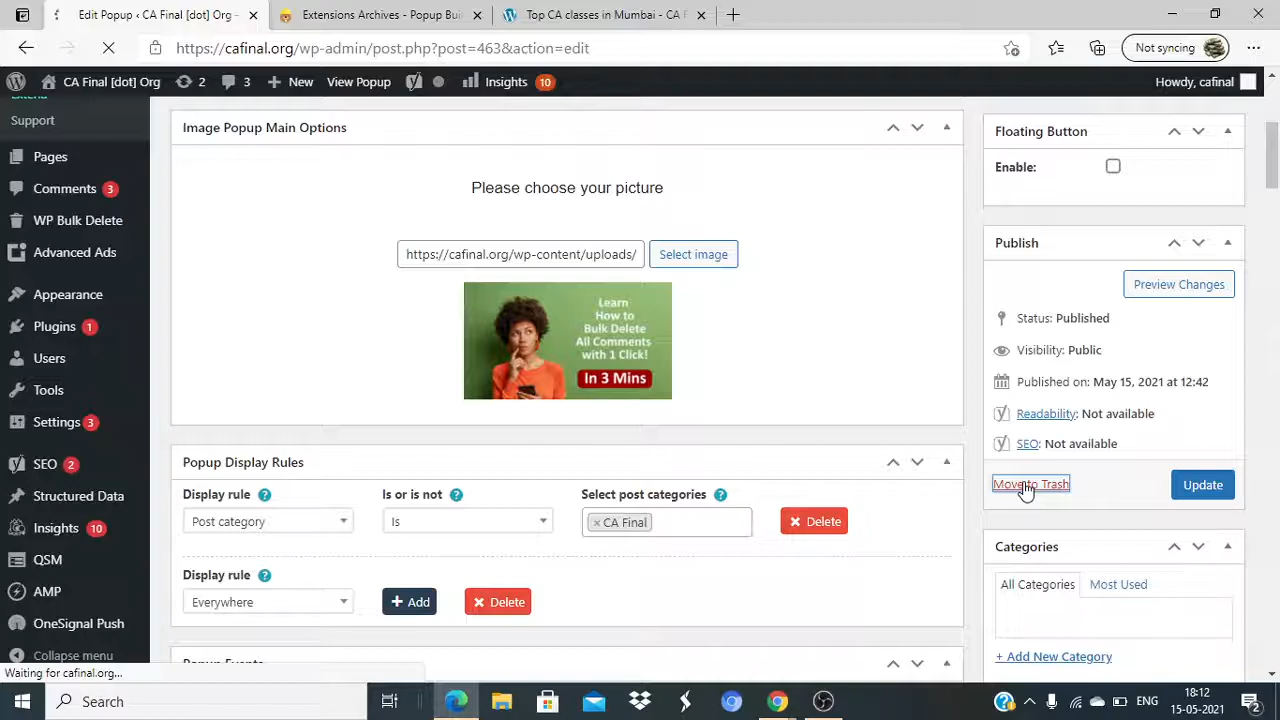 Edit Popup ‹ CA Final [dot] Org -
Extensions Archives - Popup Bui
Top CA classes in Mumbai - CA F
https://cafinal.org/wp-admin/post.php?post=463&action=edit
Not syncing
CA Final [dot] Org
2
3
New
View Popup
Insights
10
Howdy, cafinal
Extend
Support
Pages
Comments 3
WP Bulk Delete
Advanced Ads
Appearance
Plugins 1
Users
Tools
Settings 3
SEO 2
Structured Data
Insights 10
QSM
AMP
OneSignal Push
Collapse menu
Image Popup Main Options
Please choose your picture
https://cafinal.org/wp-content/uploads/
Select image
Learn
How to
Bulk Delete
All Comments
with 1 Click!
In 3 Mins
Popup Display Rules
Display rule
Is or is not
Select post categories
Post category
Is
× CA Final
Delete
Display rule
Everywhere
Add
Delete
Floating Button
Enable:
Publish
Preview Changes
Status: Published
Visibility: Public
Published on: May 15, 2021 at 12:42
Readability: Not available
SEO: Not available
Move to Trash
Update
Categories
All Categories
Most Used
+ Add New Category
Waiting for cafinal.org...
Search
ENG
18:12
15-05-2021
2